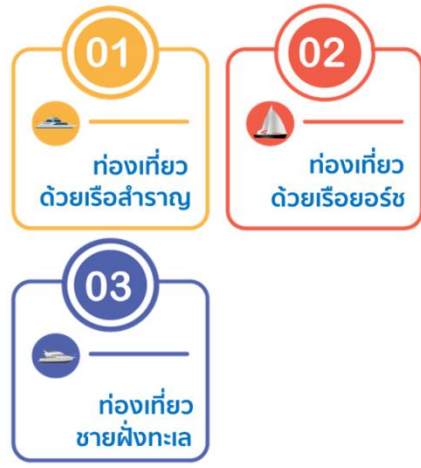 01
ท่องเที่ยว
ด้วยเรือสำราญ
02
ท่องเที่ยว
ด้วยเรือยอร์ช
03
ท่องเที่ยว
ชายฝั่งทะเล